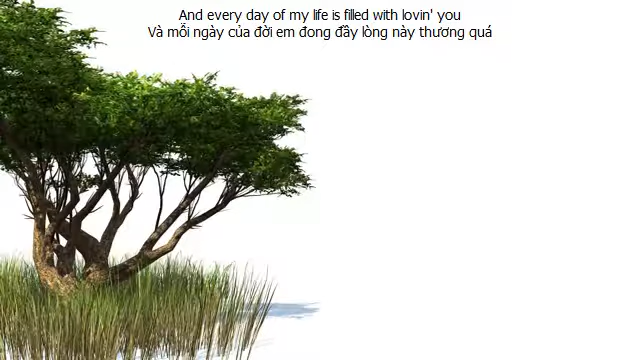 And every day of my life is filled with lovin' you
Và mỗi ngày của đời em đong đầy lòng này thương quá